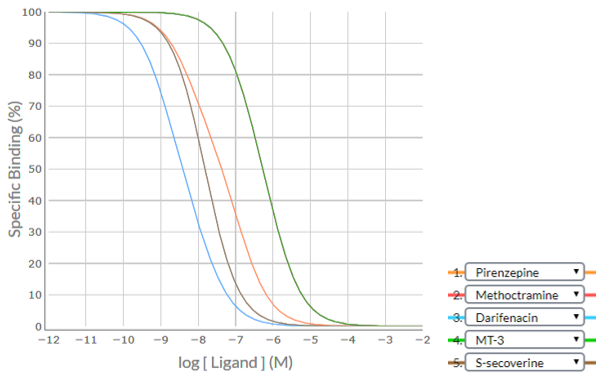 100
90
80
70
60
50
40
30
20
10
0
Specific Binding (%)
−12 −11 −10 −9 −8 −7 −6 −5 −4 −3 −2
log [ Ligand ] (M)
1. Pirenzepine
2. Methoctramine
3. Darifenacin
4. MT-3
5. S-secoverine